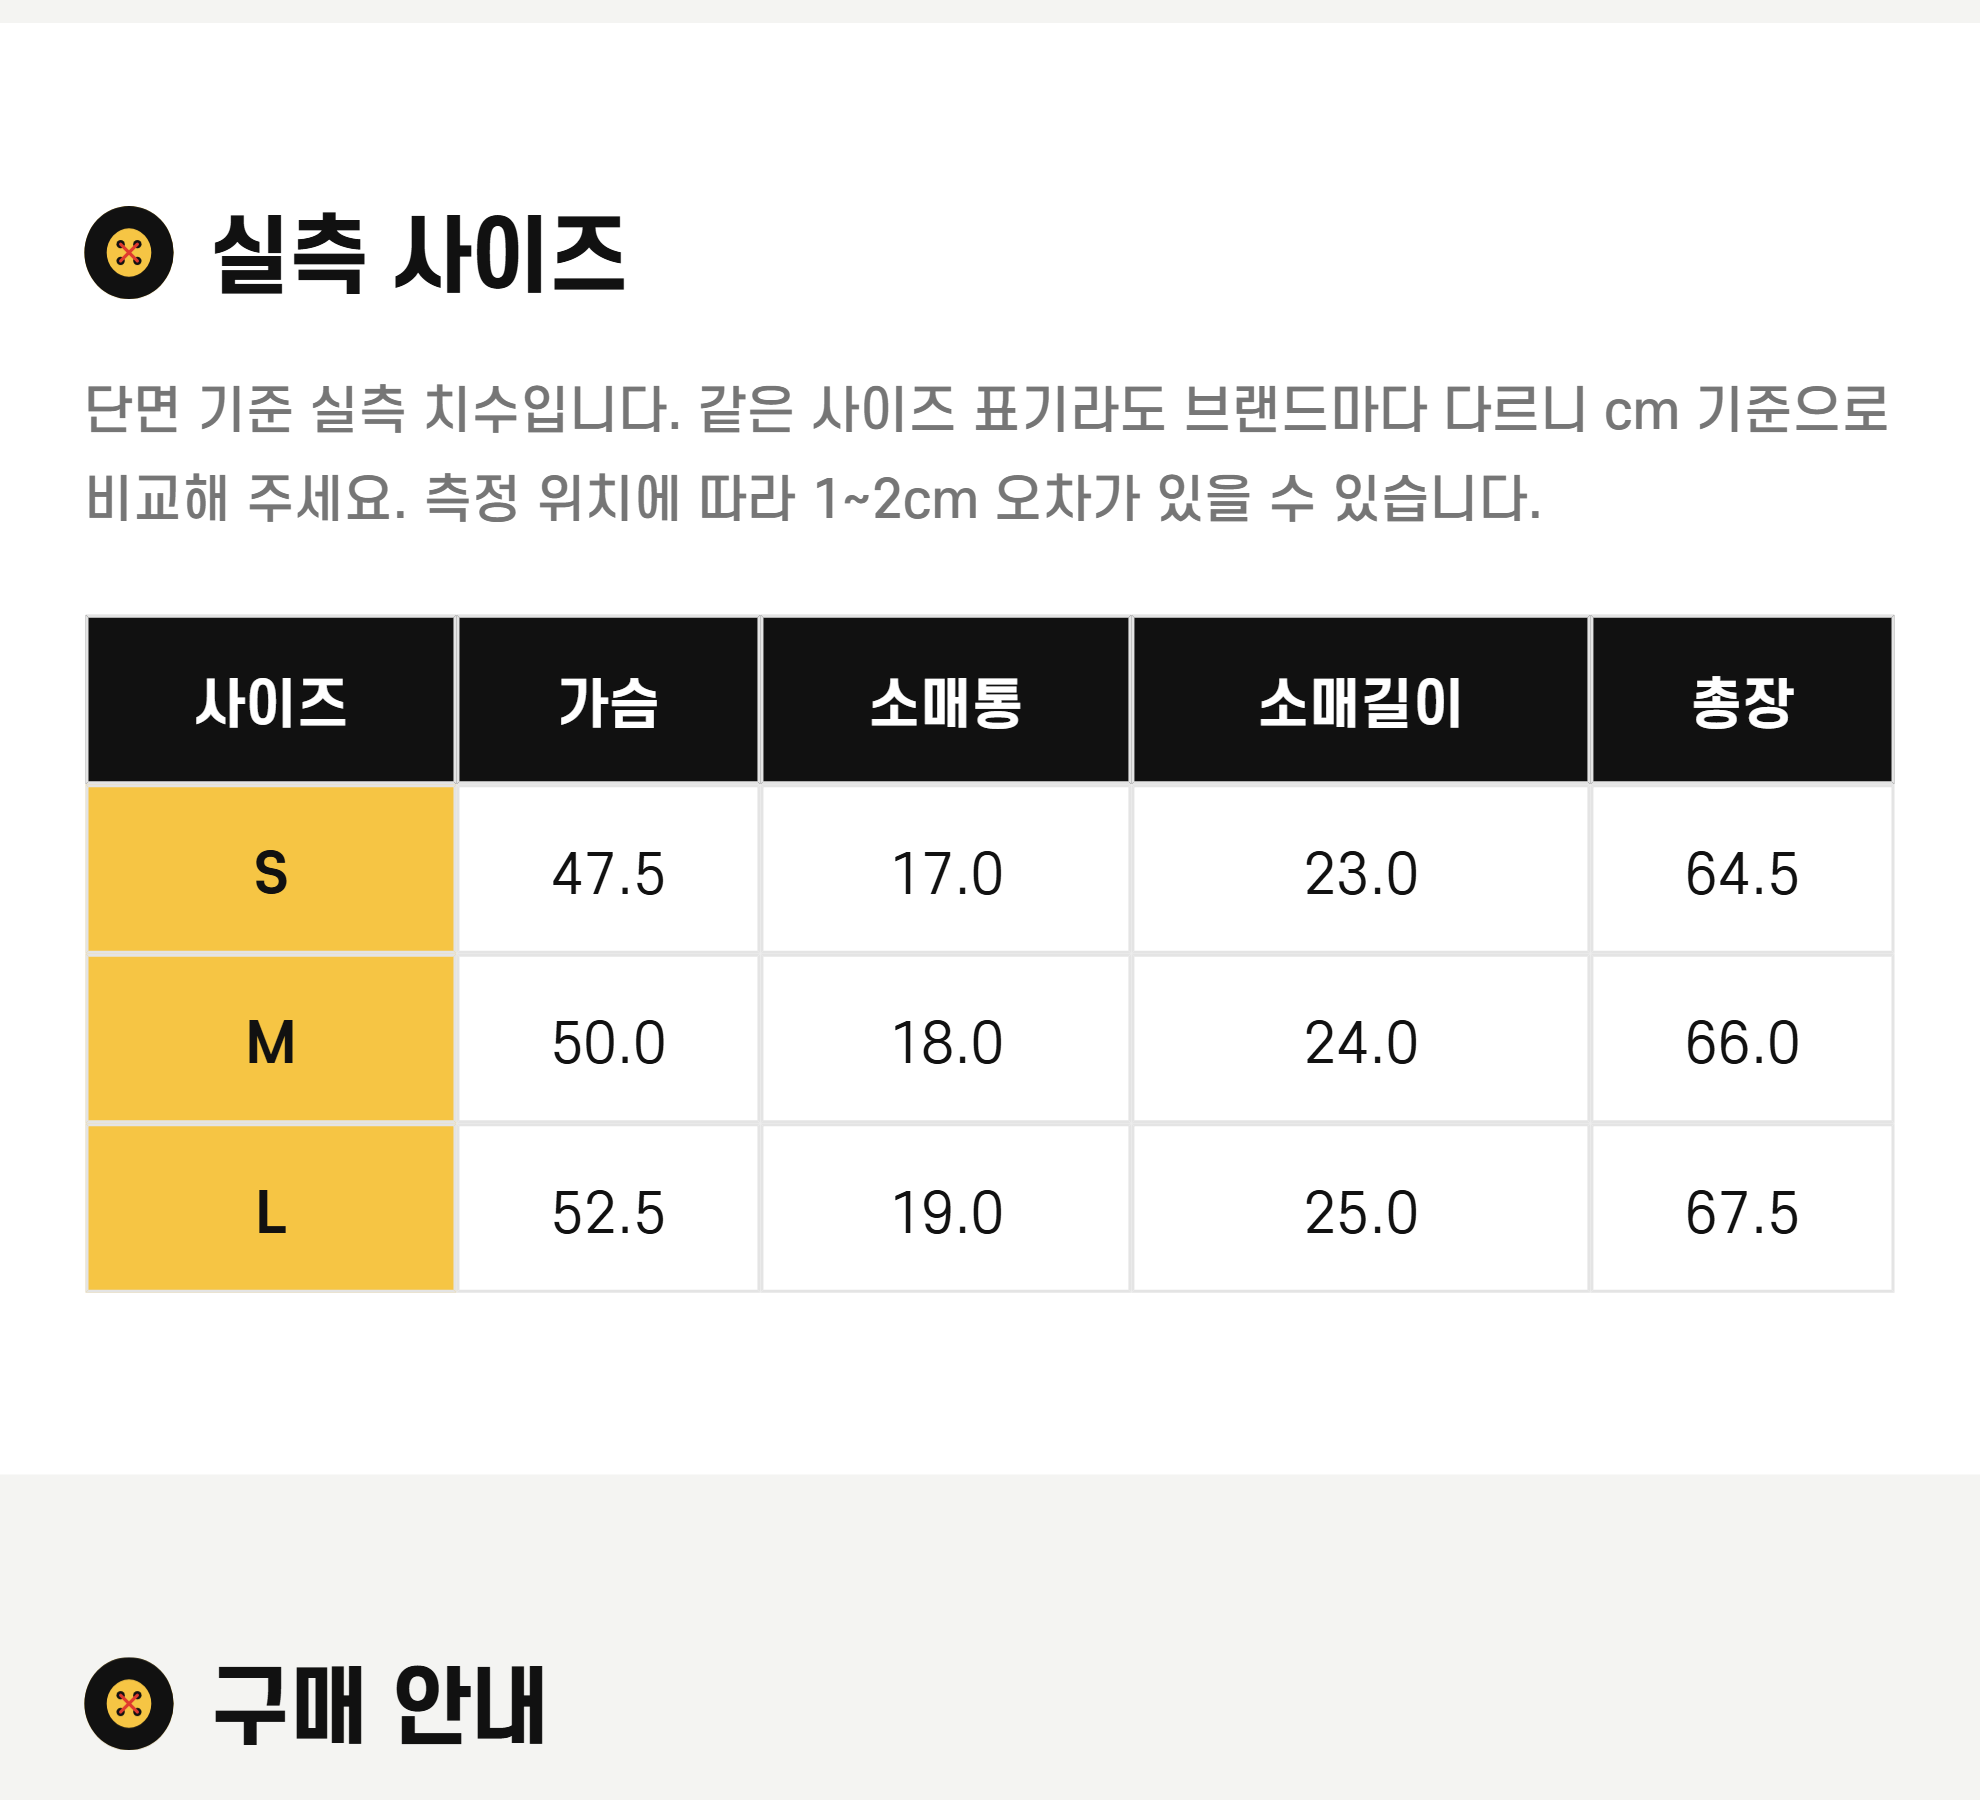 실측 사이즈
단면 기준 실측 치수입니다. 같은 사이즈 표기라도 브랜드마다 다르니 cm 기준으로
비교해 주세요. 측정 위치에 따라 1~2cm 오차가 있을 수 있습니다.
사이즈 가슴 소매통 소매길이 총장
S 47.5 17.0 23.0 64.5
M 50.0 18.0 24.0 66.0
L 52.5 19.0 25.0 67.5
구매 안내